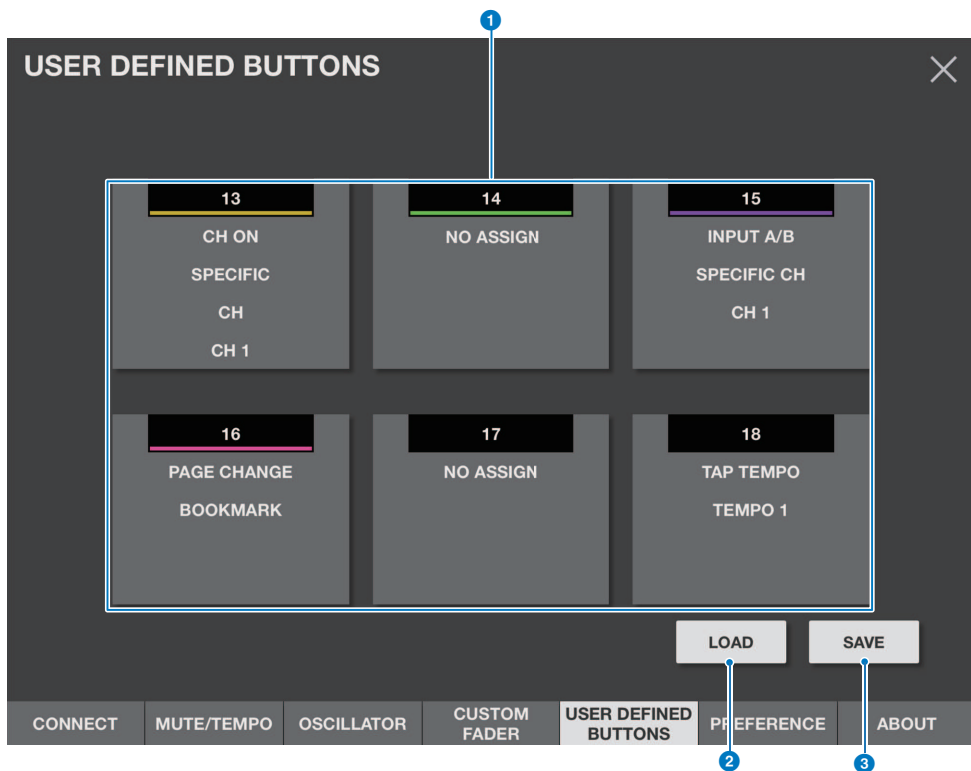 1
USER DEFINED BUTTONS
13
CH ON
SPECIFIC
CH
CH 1
14
NO ASSIGN
15
INPUT A/B
SPECIFIC CH
CH 1
16
PAGE CHANGE
BOOKMARK
17
NO ASSIGN
18
TAP TEMPO
TEMPO 1
LOAD
SAVE
CONNECT
MUTE/TEMPO
OSCILLATOR
CUSTOM
FADER
USER DEFINED
BUTTONS
PREFERENCE
ABOUT
2
3